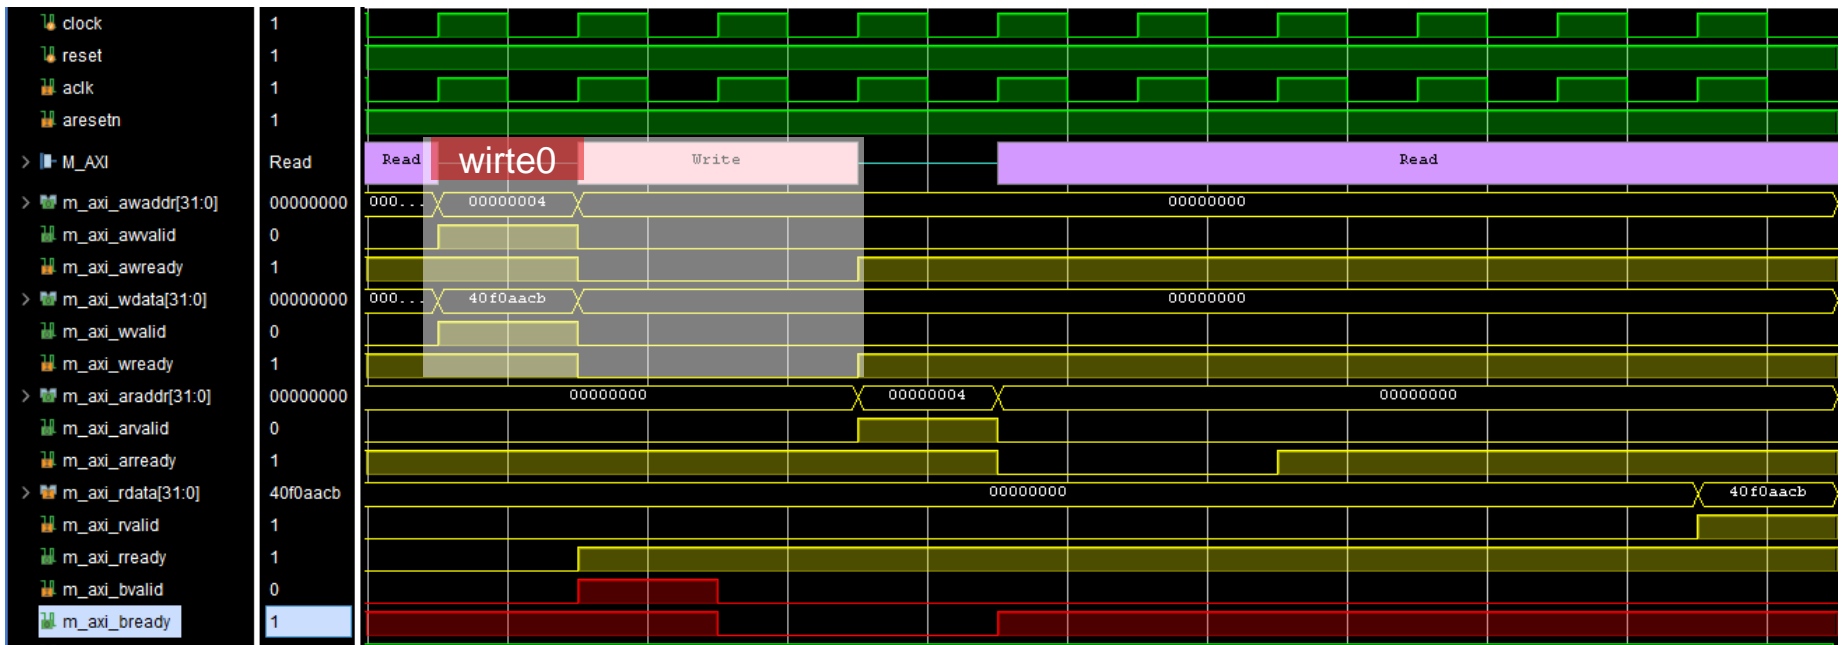 clock 1
reset 1
aclk 1
aresetn 1
M_AXI Read Read wirte0 Write Read
m_axi_awaddr[31:0] 00000000 000... 00000004 00000000
m_axi_awvalid 0
m_axi_awready 1
m_axi_wdata[31:0] 00000000 000... 40f0aacb 00000000
m_axi_wvalid 0
m_axi_wready 1
m_axi_araddr[31:0] 00000000 00000000 00000004 00000000
m_axi_arvalid 0
m_axi_arready 1
m_axi_rdata[31:0] 40f0aacb 00000000 40f0aacb
m_axi_rvalid 1
m_axi_rready 1
m_axi_bvalid 0
m_axi_bready 1